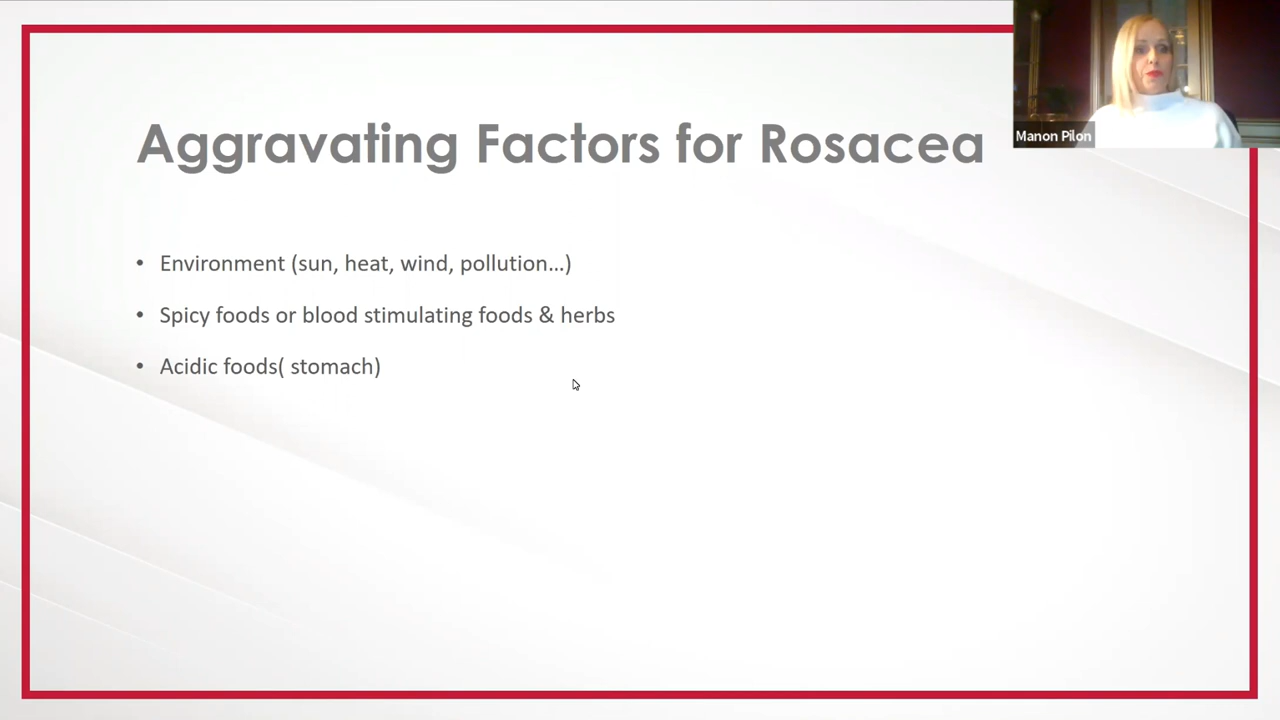 Manon Pilon
Aggravating Factors for Rosacea
• Environment (sun, heat, wind, pollution...)
• Spicy foods or blood stimulating foods & herbs
• Acidic foods( stomach)